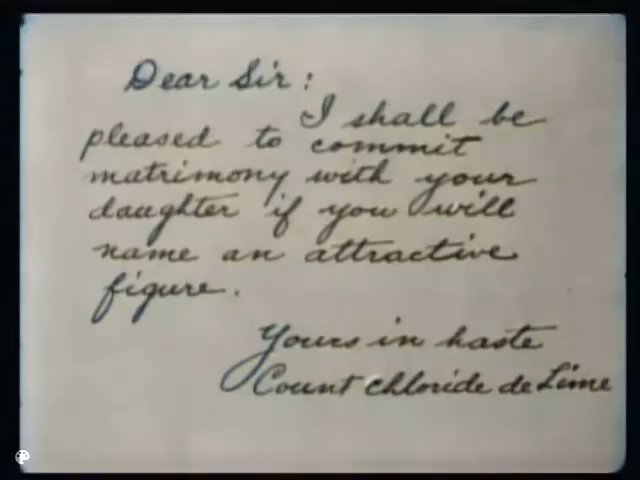 Dear Sir:
I shall be
pleased to commit
matrimony with your
daughter if you will
name an attractive
figure.
Yours in haste
Count chloride de Lime